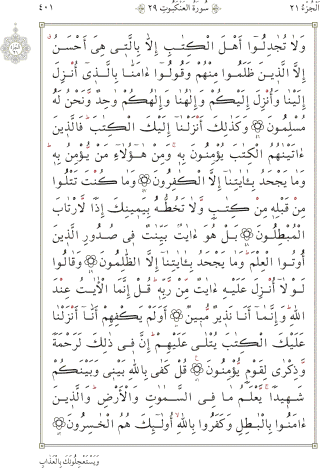 الجزء ٢١ سورة العنكبوت ٢٩ ٤٠١
وَلَا تُجَٰدِلُوٓا۟ أَهْلَ ٱلْكِتَٰبِ إِلَّا بِٱلَّتِى هِىَ أَحْسَنُ
إِلَّا ٱلَّذِينَ ظَلَمُوا۟ مِنْهُمْ وَقُولُوٓا۟ ءَامَنَّا بِٱلَّذِىٓ أُنزِلَ
إِلَيْنَا وَأُنزِلَ إِلَيْكُمْ وَإِلَٰهُنَا وَإِلَٰهُكُمْ وَٰحِدٌ وَنَحْنُ لَهُۥ
مُسْلِمُونَ ۝ وَكَذَٰلِكَ أَنزَلْنَآ إِلَيْكَ ٱلْكِتَٰبَ فَٱلَّذِينَ
ءَاتَيْنَٰهُمُ ٱلْكِتَٰبَ يُؤْمِنُونَ بِهِۦ وَمِنْ هَٰٓؤُلَآءِ مَن يُؤْمِنُ بِهِۦ
وَمَا يَجْحَدُ بِـَٔايَٰتِنَآ إِلَّا ٱلْكَٰفِرُونَ ۝ وَمَا كُنتَ تَتْلُوا۟
مِن قَبْلِهِۦ مِن كِتَٰبٍ وَلَا تَخُطُّهُۥ بِيَمِينِكَ إِذًا لَّٱرْتَابَ
ٱلْمُبْطِلُونَ ۝ بَلْ هُوَ ءَايَٰتٌۢ بَيِّنَٰتٌ فِى صُدُورِ ٱلَّذِينَ
أُوتُوا۟ ٱلْعِلْمَ وَمَا يَجْحَدُ بِـَٔايَٰتِنَآ إِلَّا ٱلظَّٰلِمُونَ ۝ وَقَالُوا۟
لَوْلَآ أُنزِلَ عَلَيْهِ ءَايَٰتٌ مِّن رَّبِّهِۦ قُلْ إِنَّمَا ٱلْءَايَٰتُ عِندَ
ٱللَّهِ وَإِنَّمَآ أَنَا۠ نَذِيرٌ مُّبِينٌ ۝ أَوَلَمْ يَكْفِهِمْ أَنَّآ أَنزَلْنَا
عَلَيْكَ ٱلْكِتَٰبَ يُتْلَىٰ عَلَيْهِمْ إِنَّ فِى ذَٰلِكَ لَرَحْمَةً
وَذِكْرَىٰ لِقَوْمٍ يُؤْمِنُونَ ۝ قُلْ كَفَىٰ بِٱللَّهِ بَيْنِى وَبَيْنَكُمْ
شَهِيدًا يَعْلَمُ مَا فِى ٱلسَّمَٰوَٰتِ وَٱلْأَرْضِ وَٱلَّذِينَ
ءَامَنُوا۟ بِٱلْبَٰطِلِ وَكَفَرُوا۟ بِٱللَّهِ أُو۟لَٰٓئِكَ هُمُ ٱلْخَٰسِرُونَ ۝
وَيَسْتَعْجِلُونَكَ بِالْعَذَابِ